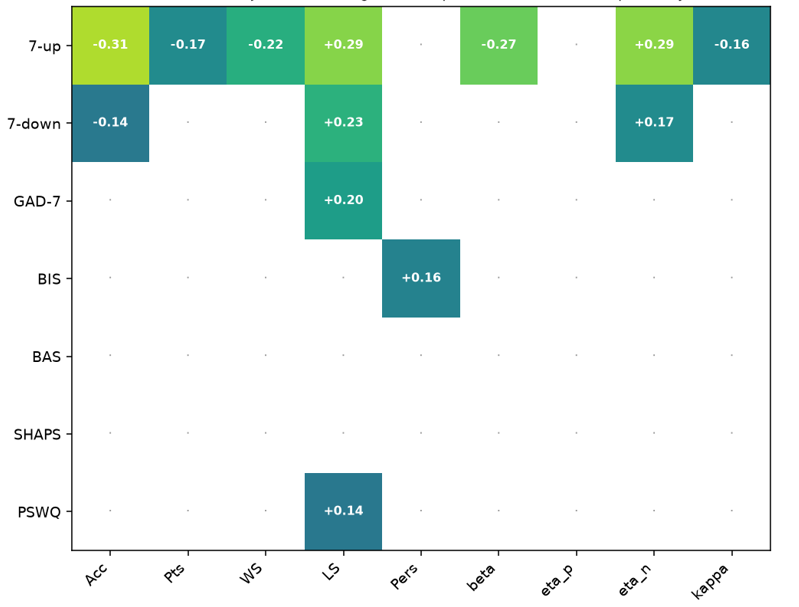 7-up -0.31 -0.17 -0.22 +0.29 · -0.27 · +0.29 -0.16
7-down -0.14 · · +0.23 · · · +0.17 ·
GAD-7 · · · +0.20 · · · · ·
BIS · · · · +0.16 · · · ·
BAS · · · · · · · · ·
SHAPS · · · · · · · · ·
PSWQ · · · +0.14 · · · · ·
Acc Pts WS LS Pers beta eta_p eta_n kappa